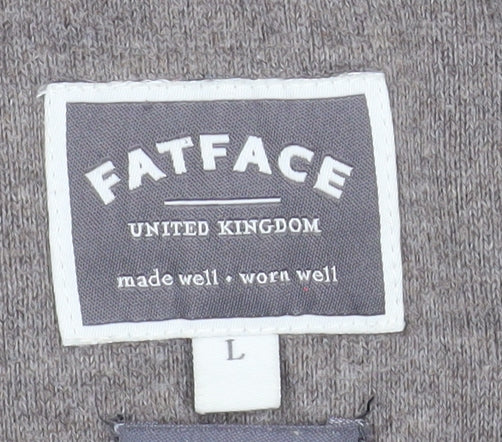 FATFACE
UNITED KINGDOM
made well • worn well
L